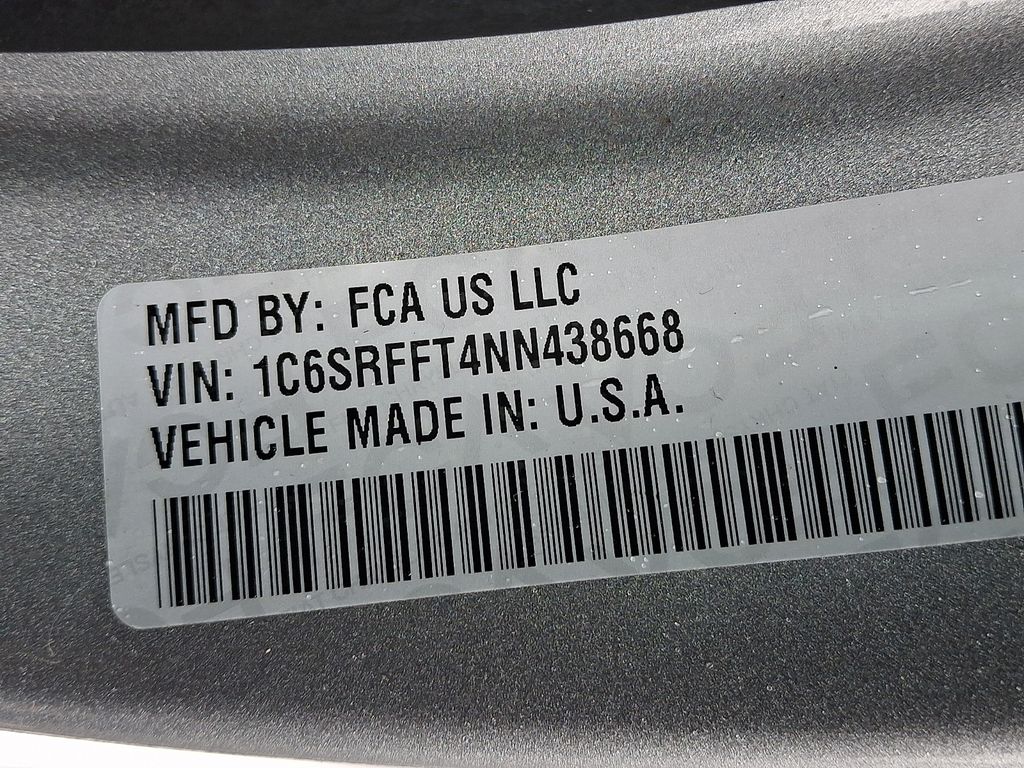 MFD BY: FCA US LLC
VIN: 1C6SRFFT4NN438668
VEHICLE MADE IN: U.S.A.